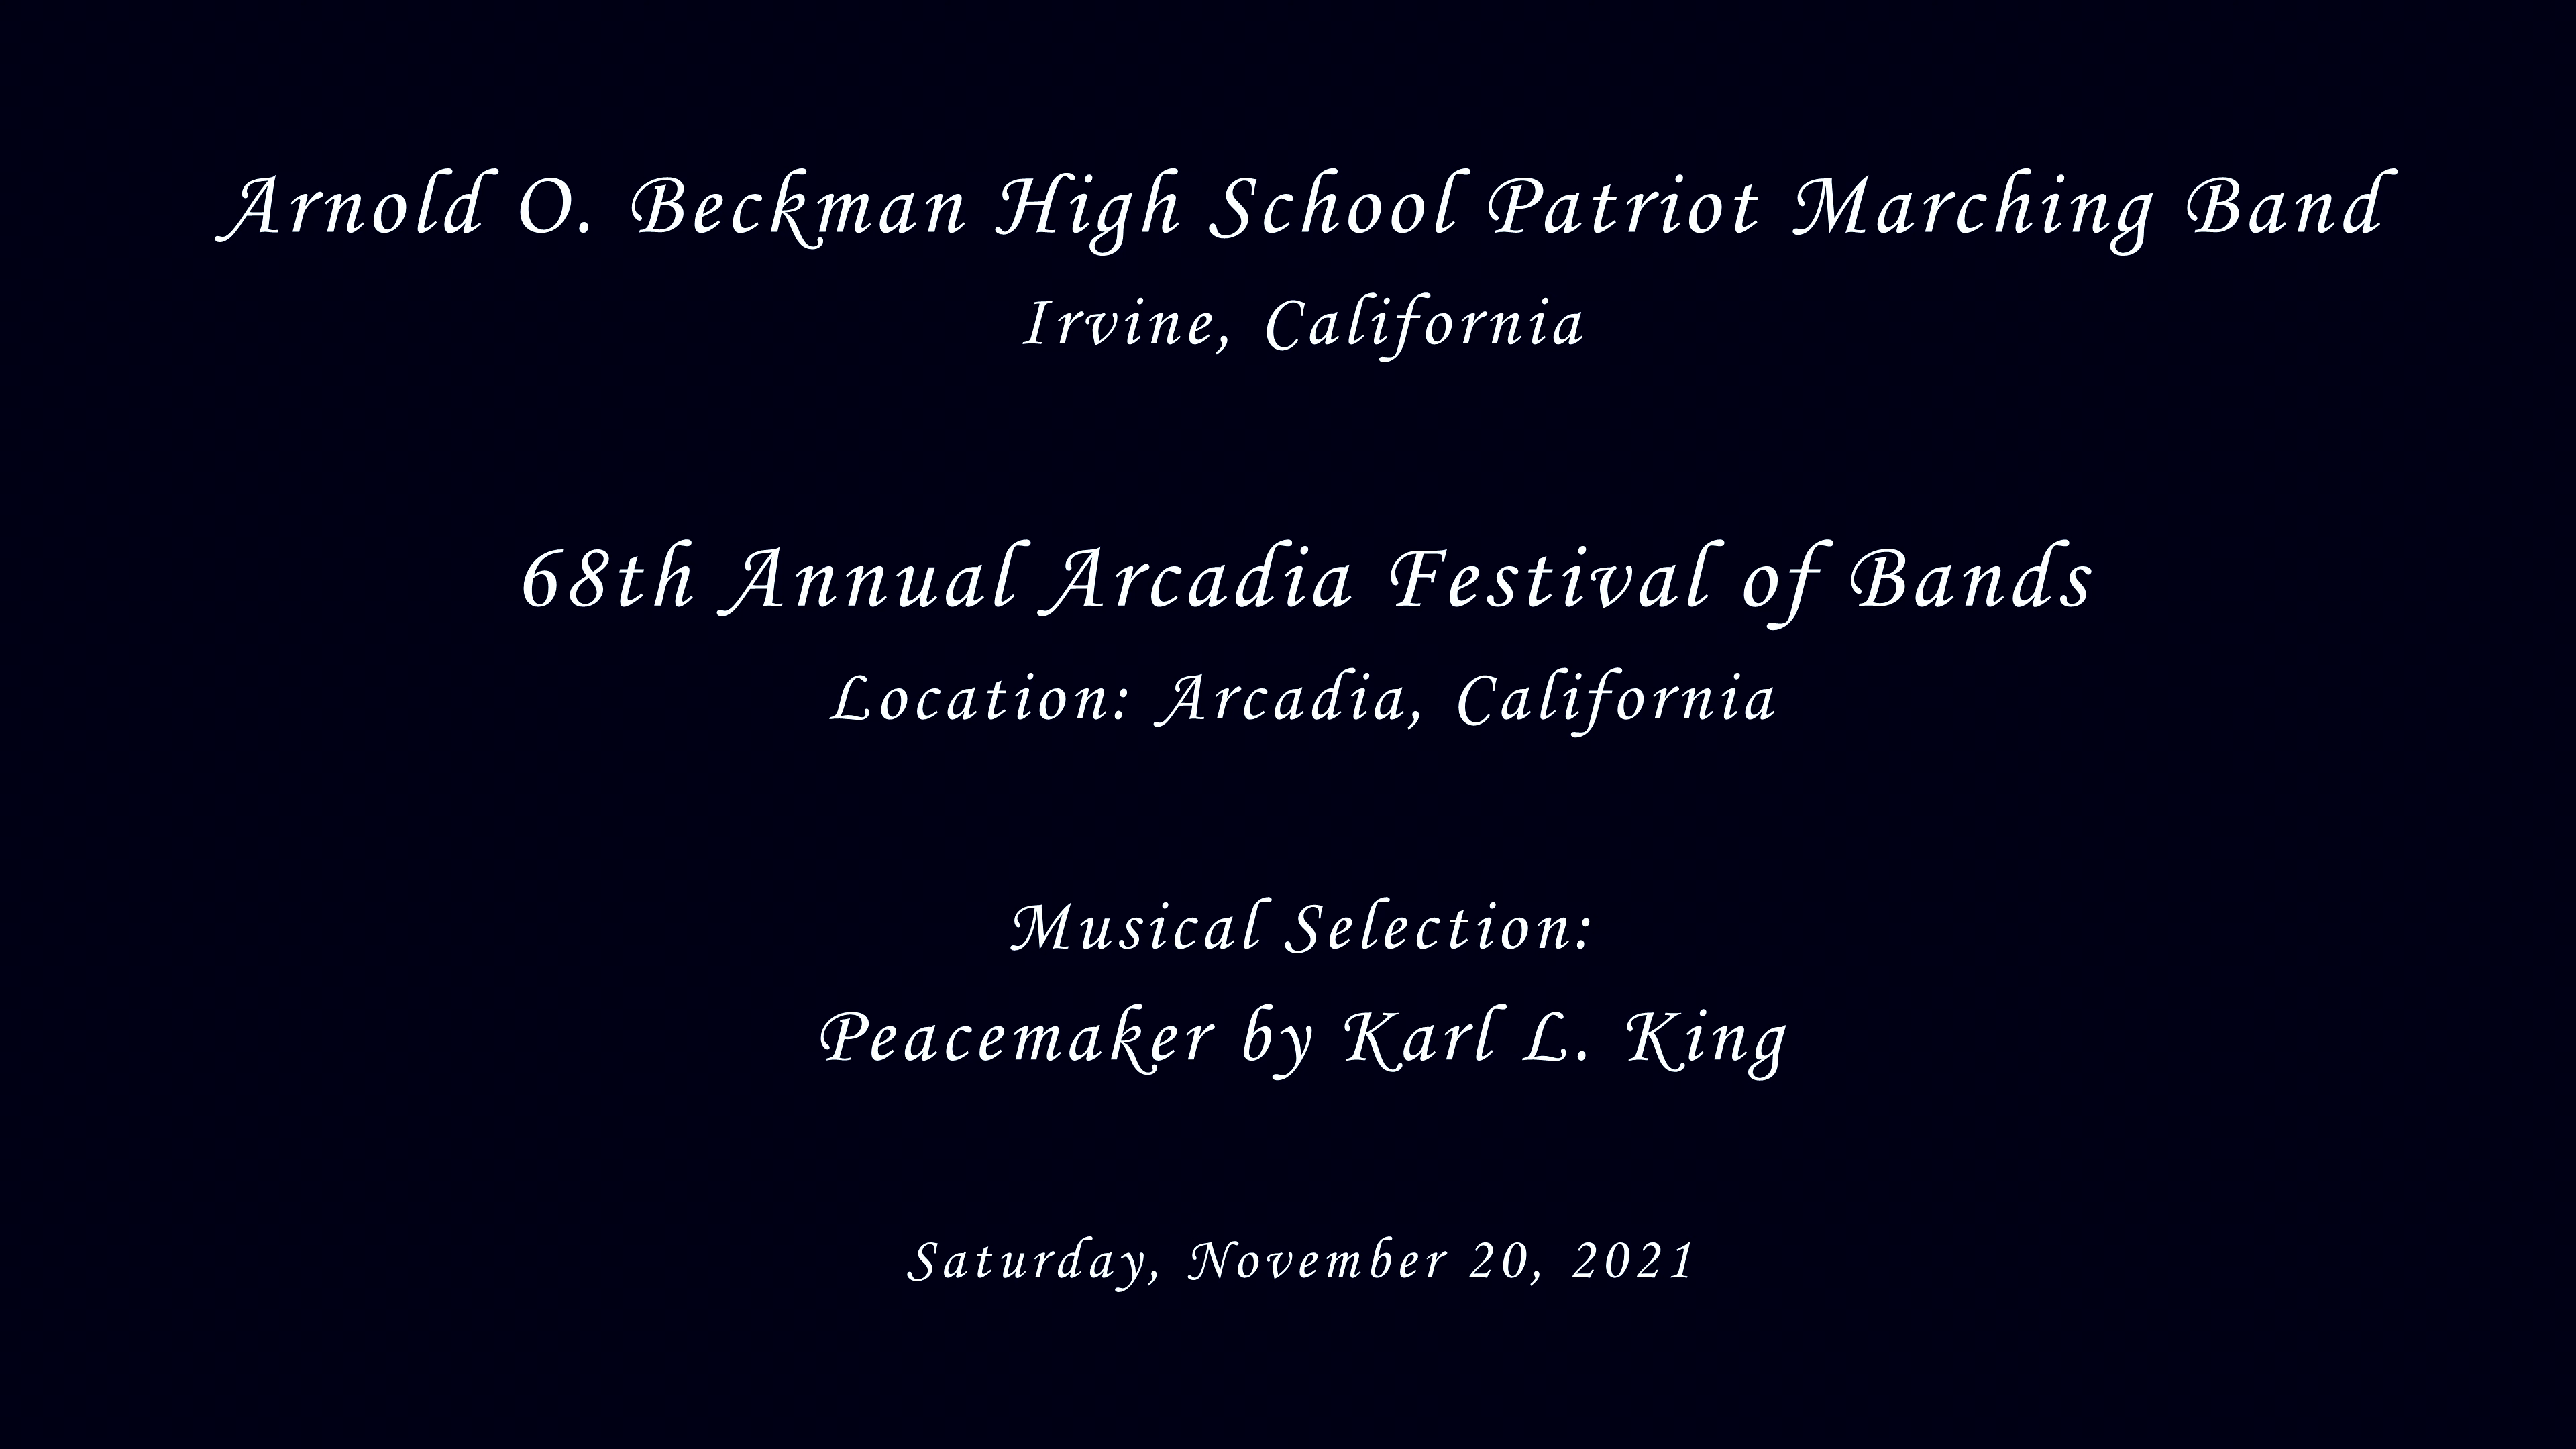 Arnold O. Beckman High School Patriot Marching Band
Irvine, California
68th Annual Arcadia Festival of Bands
Location: Arcadia, California
Musical Selection:
Peacemaker by Karl L. King
Saturday, November 20, 2021